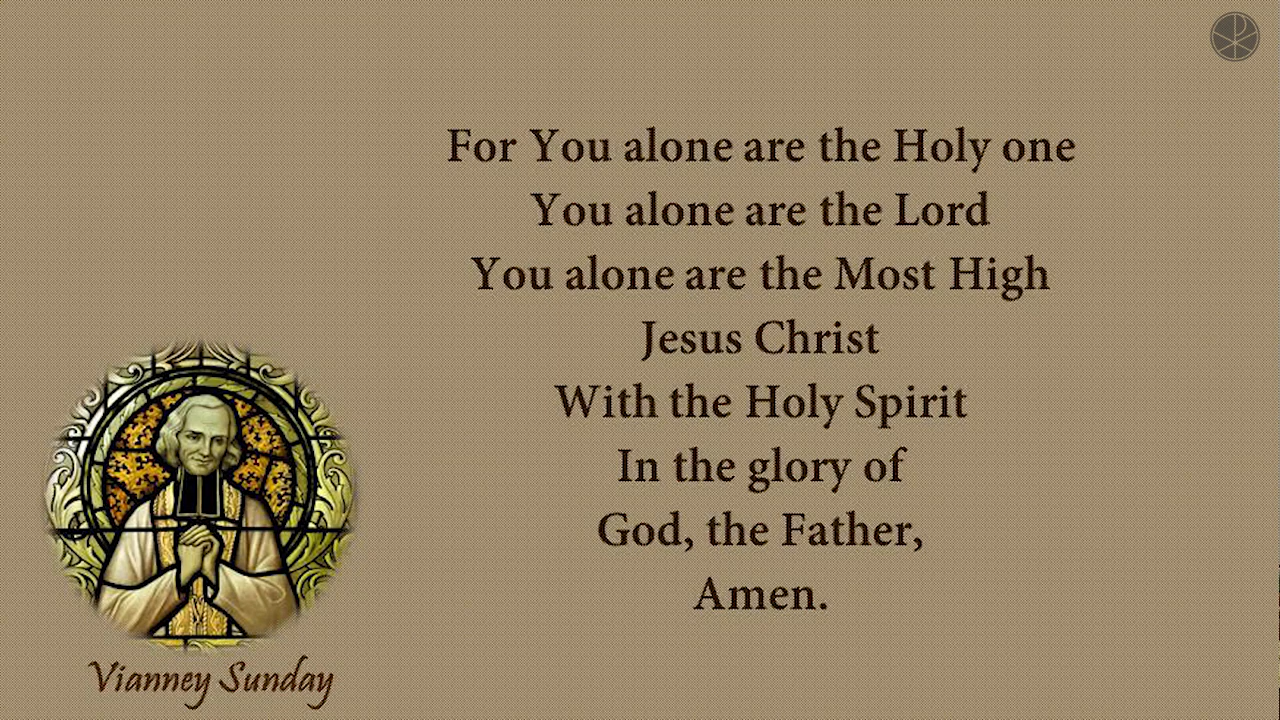 For You alone are the Holy one
You alone are the Lord
You alone are the Most High
Jesus Christ
With the Holy Spirit
In the glory of
God, the Father,
Amen.
Vianney Sunday